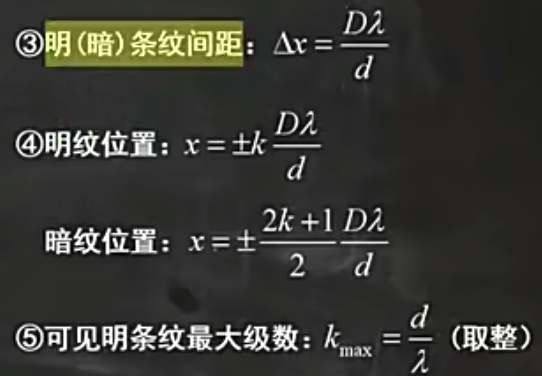 ③明(暗)条纹间距：Δx = Dλ/d
④明纹位置：x = ±k Dλ/d
暗纹位置：x = ± (2k+1)/2 Dλ/d
⑤可见明条纹最大级数：k_max = d/λ (取整)